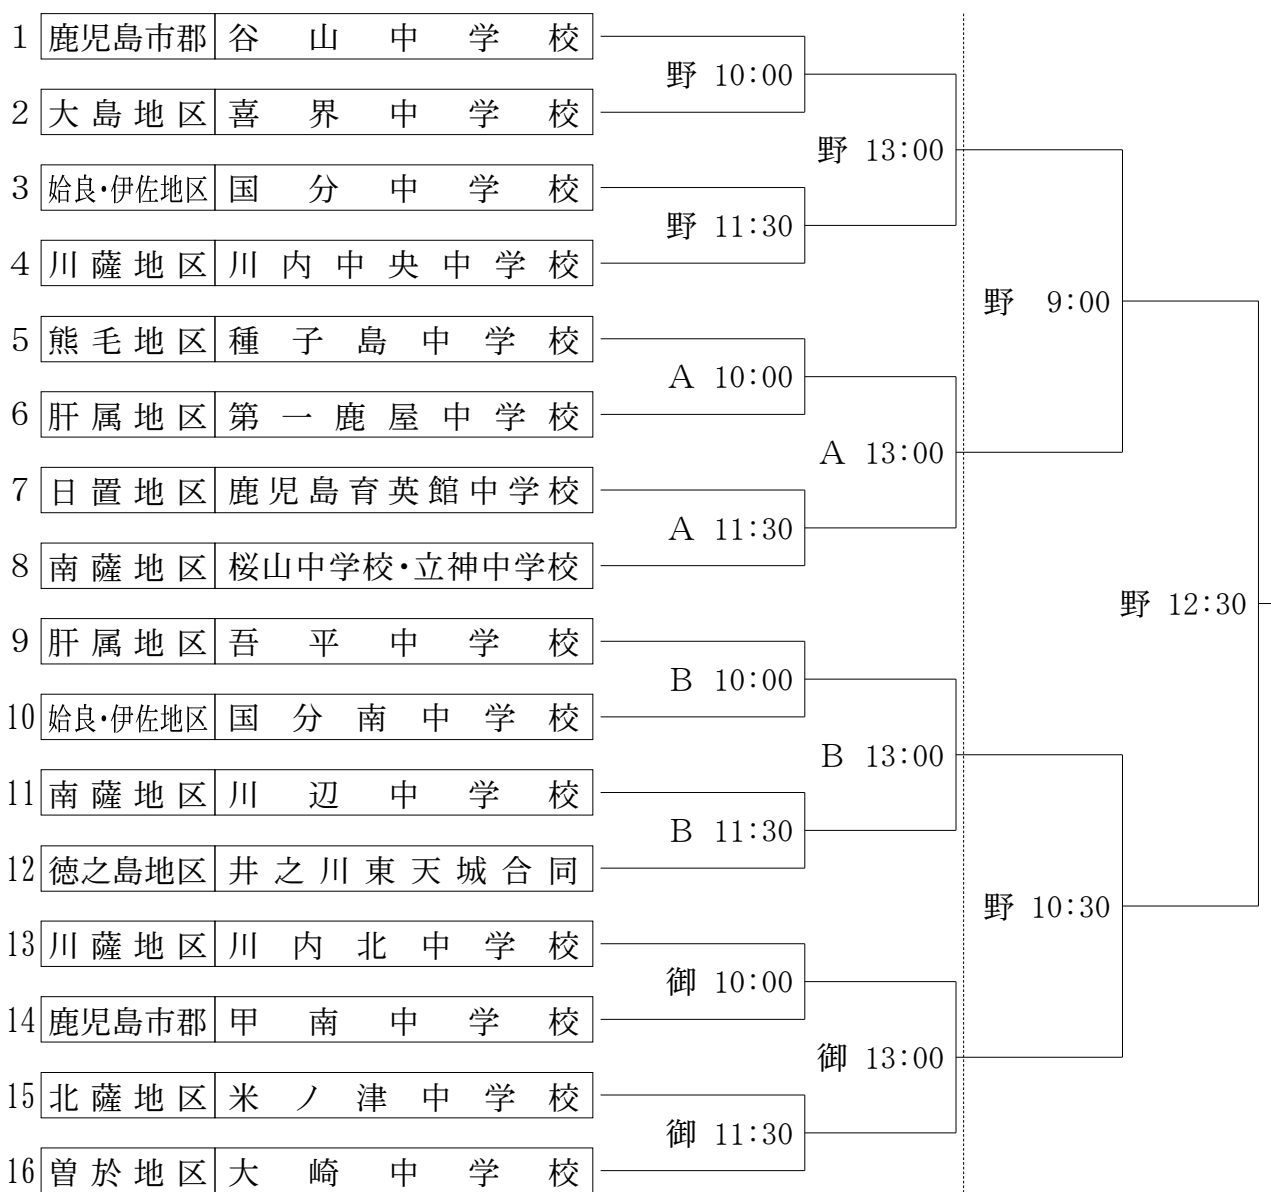 1 鹿児島市郡 谷山中学校
野 10:00
2 大島地区 喜界中学校
野 13:00
3 姶良・伊佐地区 国分中学校
野 11:30
4 川薩地区 川内中央中学校
野 9:00
5 熊毛地区 種子島中学校
A 10:00
6 肝属地区 第一鹿屋中学校
A 13:00
7 日置地区 鹿児島育英館中学校
A 11:30
8 南薩地区 桜山中学校・立神中学校
野 12:30
9 肝属地区 吾平中学校
B 10:00
10 姶良・伊佐地区 国分南中学校
B 13:00
11 南薩地区 川辺中学校
B 11:30
12 徳之島地区 井之川東天城合同
野 10:30
13 川薩地区 川内北中学校
御 10:00
14 鹿児島市郡 甲南中学校
御 13:00
15 北薩地区 米ノ津中学校
御 11:30
16 曽於地区 大崎中学校